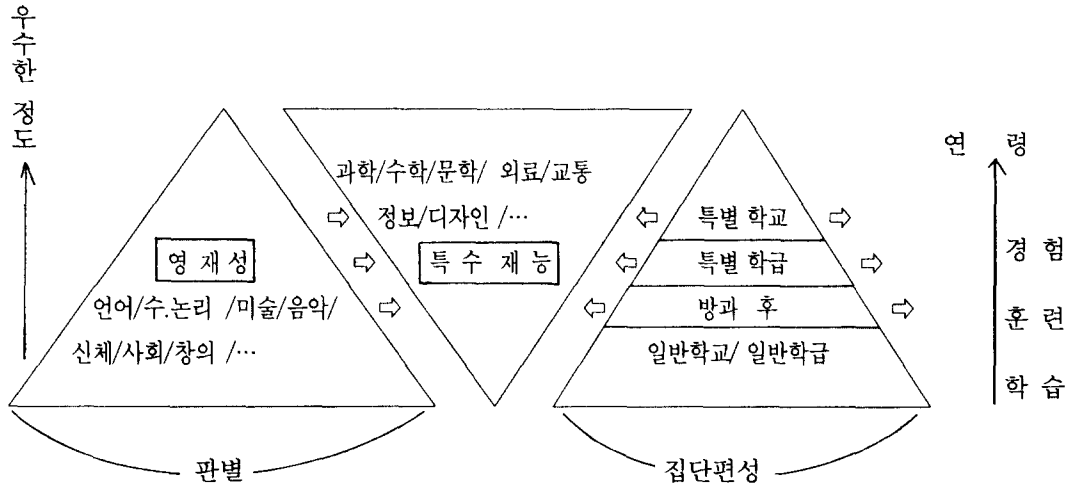 우수한 정도
과학/수학/문학/ 외료/교통
정보/디자인 /…
특 수 재 능
영 재 성
언어/수.논리 /미술/음악/
신체/사회/창의 /…
판별
특별 학교
특별 학급
방과 후
일반학교/ 일반학급
집단편성
연 령
경 험
훈 련
학 습